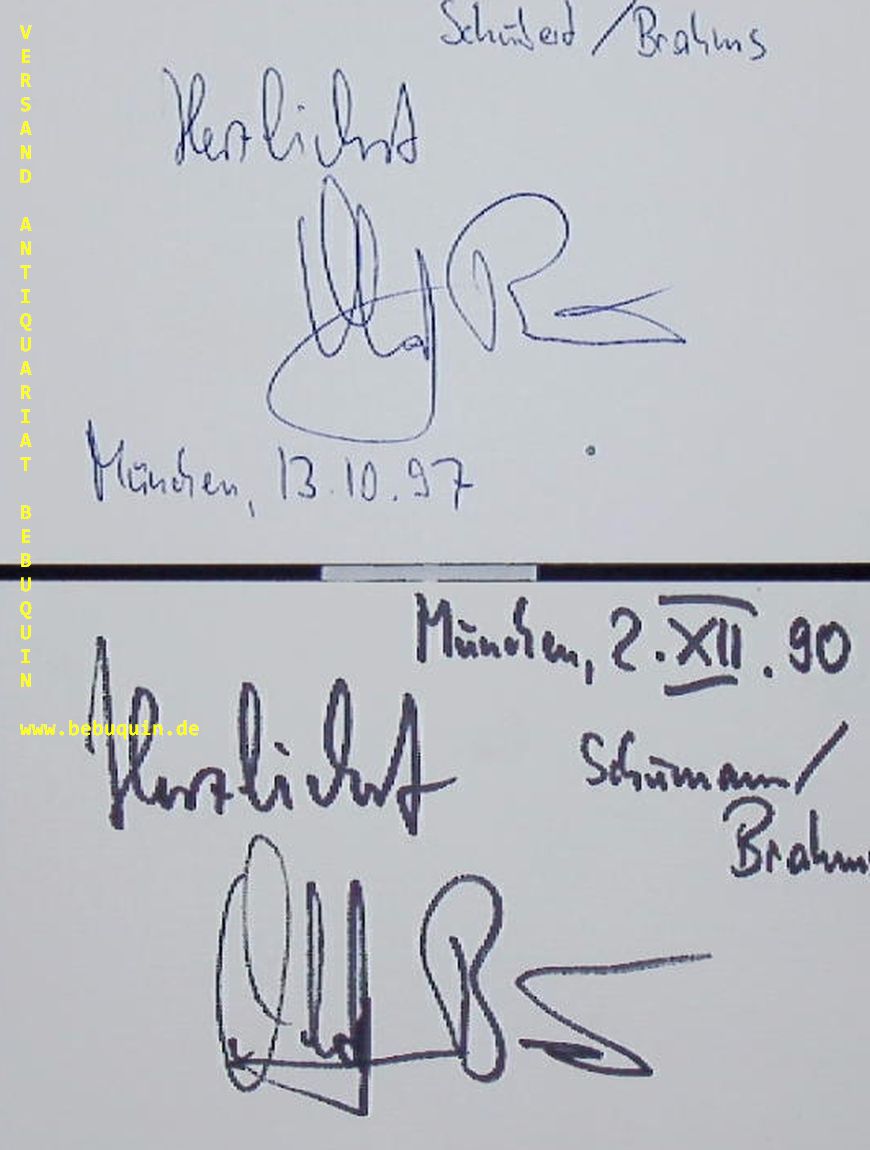 Schubert / Brahms
Herzlichst
München, 13.10.97
München, 2.XII.90
Herzlichst
Schumann/
Brahms
VERSAND ANTIQUARIAT BEBUQUIN
www.bebuquin.de